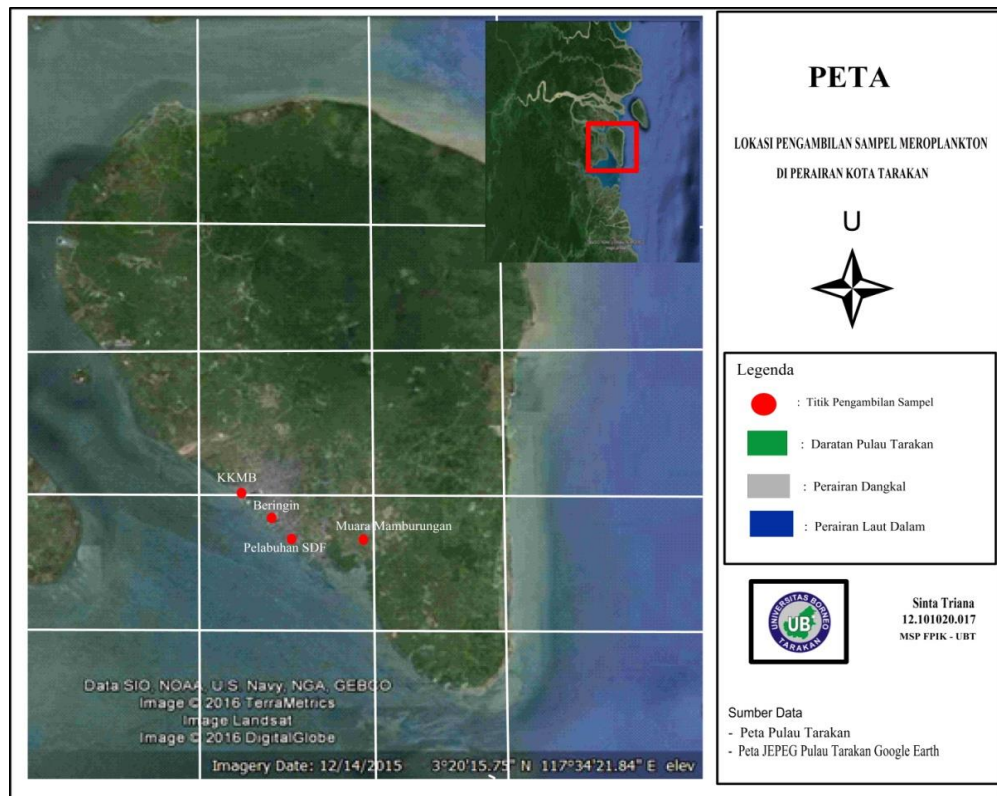 PETA
LOKASI PENGAMBILAN SAMPEL MEROPLANKTON
DI PERAIRAN KOTA TARAKAN
U
Legenda
: Titik Pengambilan Sampel
: Daratan Pulau Tarakan
: Perairan Dangkal
: Perairan Laut Dalam
UNIVERSITAS BORNEO
UB
TARAKAN
Sinta Triana
12.101020.017
MSP FPIK - UBT
Sumber Data
- Peta Pulau Tarakan
- Peta JEPEG Pulau Tarakan Google Earth
KKMB
Beringin
Pelabuhan SDF
Muara Mamburungan
Data SIO, NOAA, U.S. Navy, NGA, GEBCO
Image © 2016 TerraMetrics
Image Landsat
Image © 2016 DigitalGlobe
Imagery Date: 12/14/2015 3°20'15.75" N 117°34'21.84" E elev